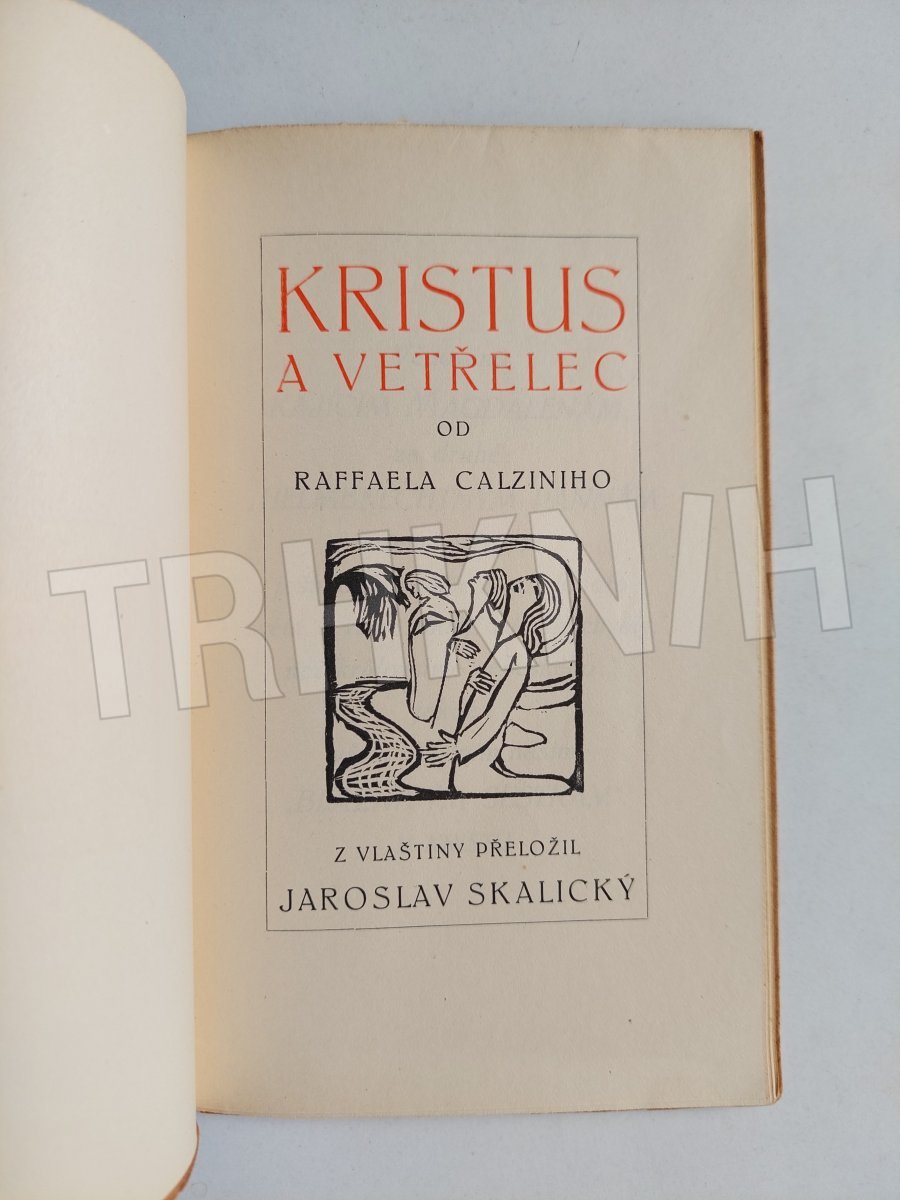 KRISTUS
A VETŘELEC
OD
RAFFAELA CALZINIHO
TRHKNIH
Z VLAŠTINY PŘELOŽIL
JAROSLAV SKALICKÝ